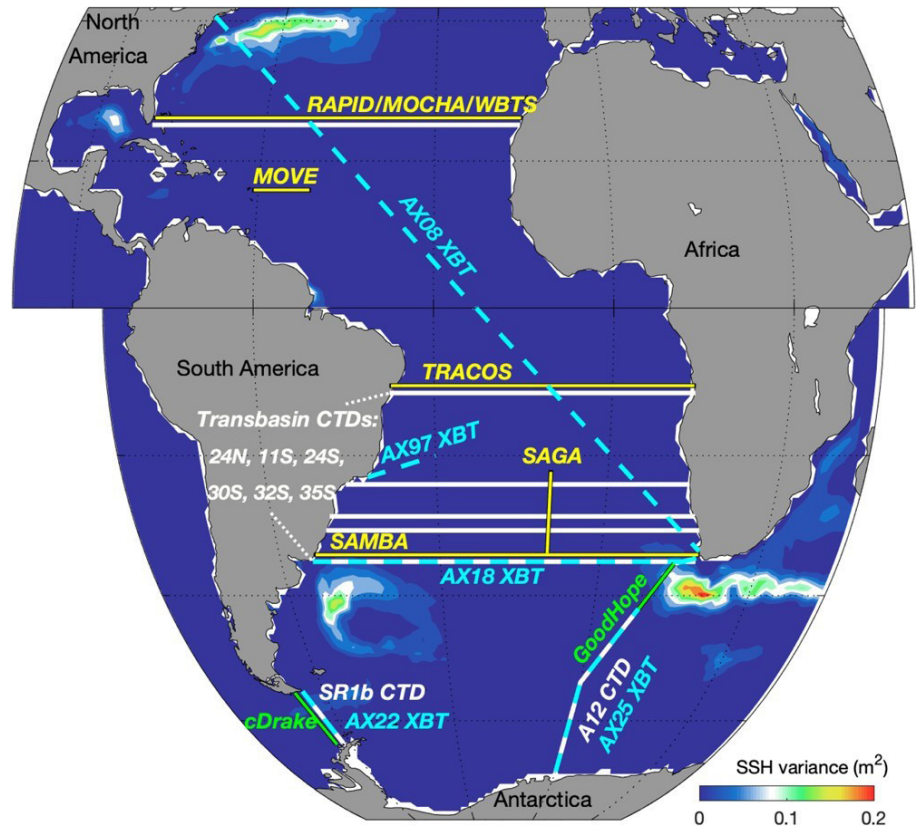 North
America
RAPID/MOCHA/WBTS
MOVE
AX08 XBT
Africa
South America
TRACOS
Transbasin CTDs:
24N, 11S, 24S,
30S, 32S, 35S
AX97 XBT
SAGA
SAMBA
AX18 XBT
GoodHope
SR1b CTD
cDrake
AX22 XBT
A12 CTD
AX25 XBT
Antarctica
SSH variance (m²)
0 0.1 0.2